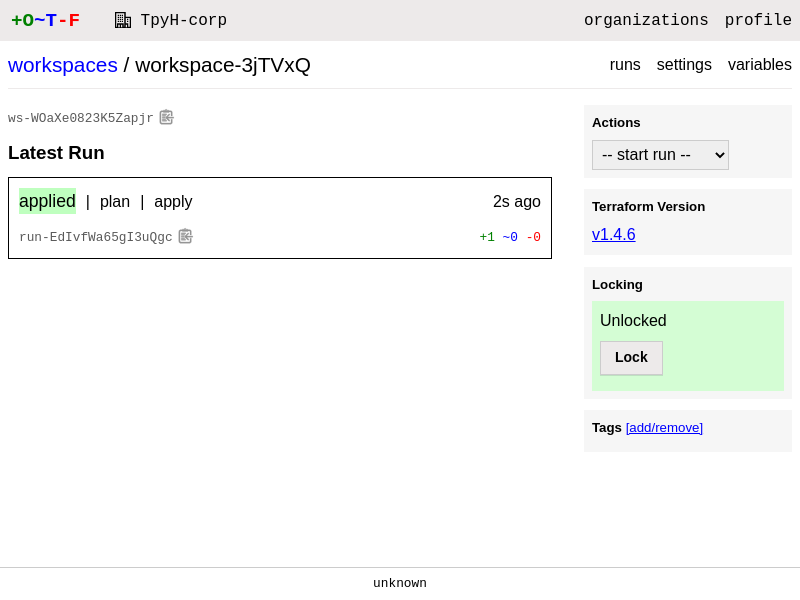 +O~T-F TpyH-corp organizations profile
workspaces / workspace-3jTVxQ runs settings variables
ws-WOaXe0823K5Zapjr
Latest Run
applied | plan | apply 2s ago
run-EdIvfWa65gI3uQgc +1 ~0 -0
Actions
-- start run --
Terraform Version
v1.4.6
Locking
Unlocked
Lock
Tags [add/remove]
unknown